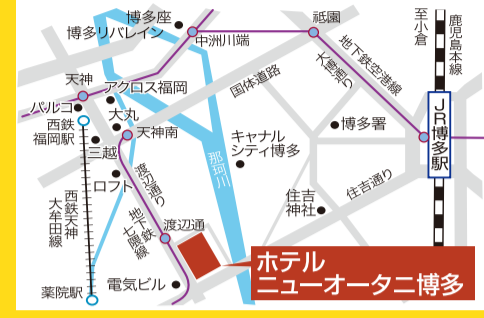 博多座
博多リバレイン
中洲川端
祗園
至小倉
鹿児島本線
地下鉄空港線
大博通り
国体道路
天神
アクロス福岡
パルコ
大丸
西鉄
福岡駅
天神南
三越
ロフト
渡辺通り
那珂川
キャナル
シティ博多
博多署
JR博多駅
住吉
神社
住吉通り
西鉄天神
大牟田線
地下鉄
七隈線
渡辺通
電気ビル
薬院駅
ホテル
ニューオータニ博多